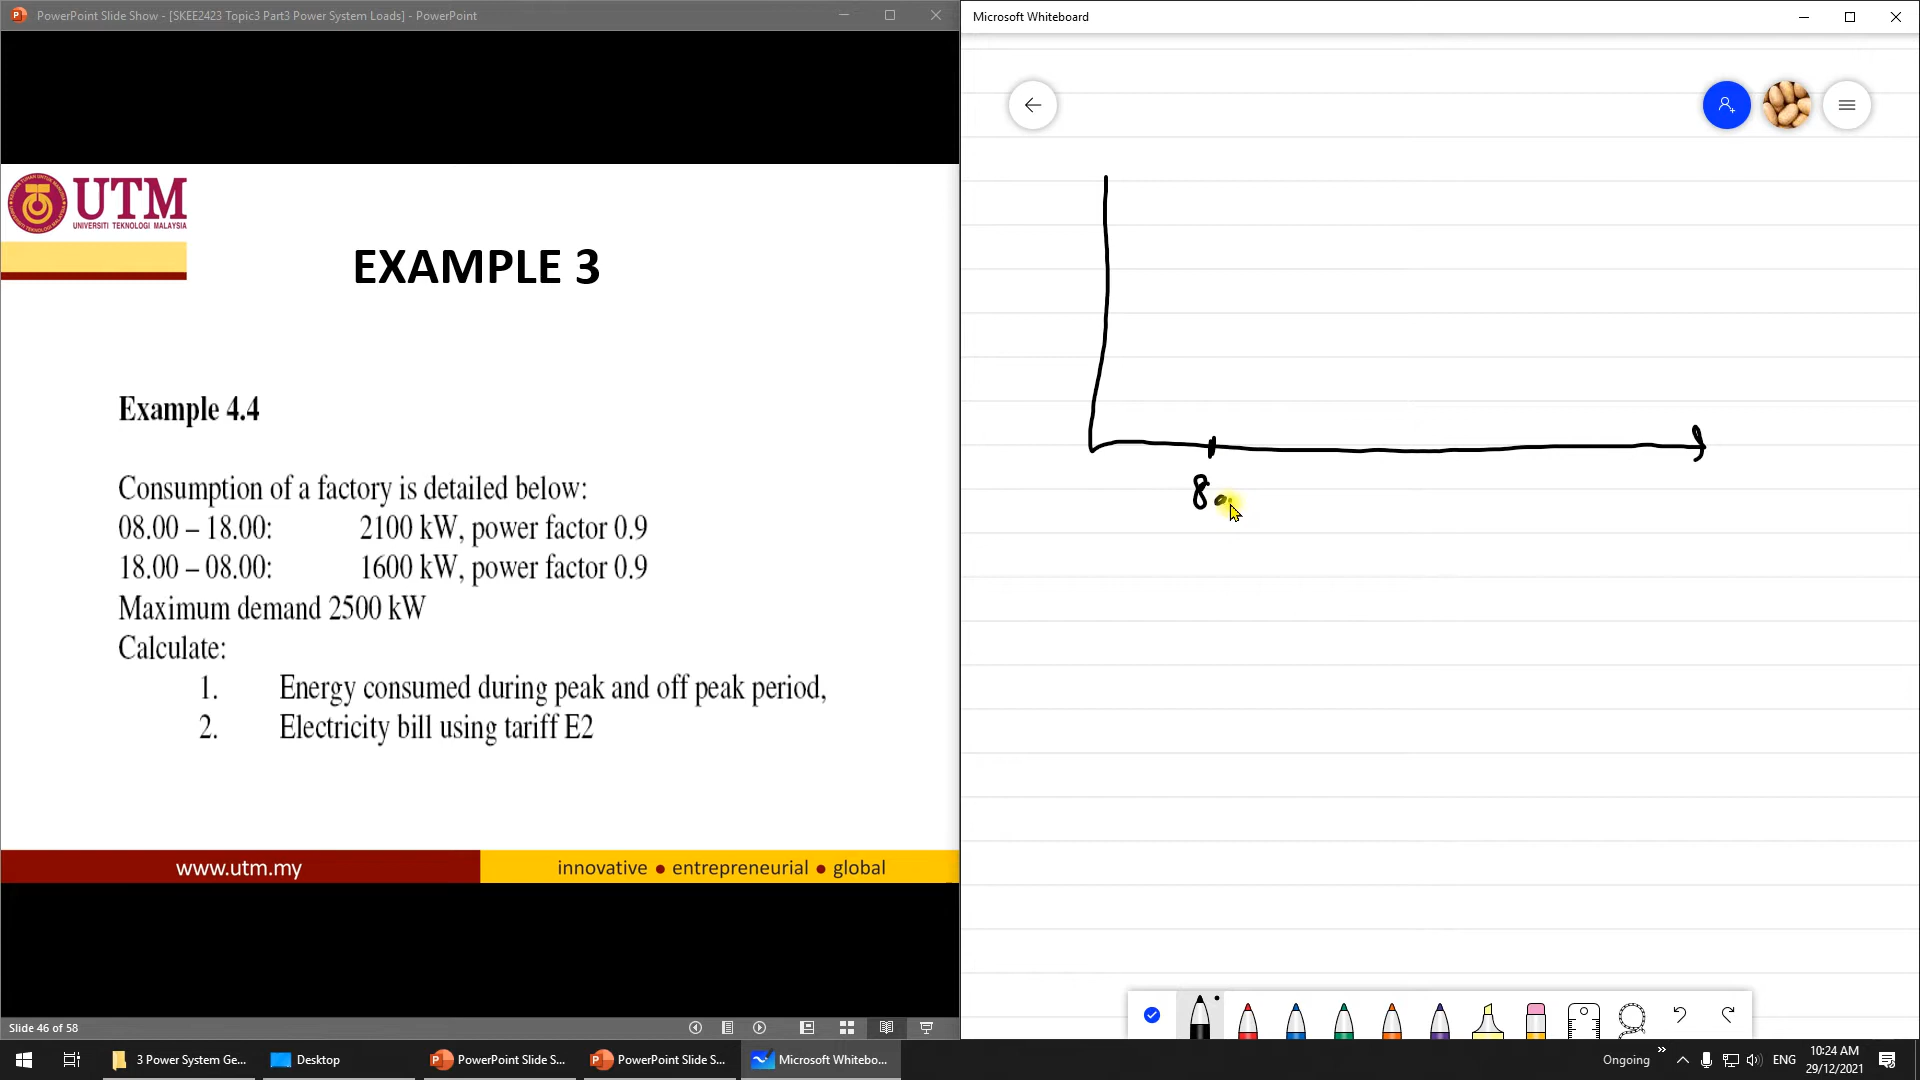 PowerPoint Slide Show - [SKEE2423 Topic3 Part3 Power System Loads] - PowerPoint
Microsoft Whiteboard
UTM
UNIVERSITI TEKNOLOGI MALAYSIA
EXAMPLE 3
Example 4.4
Consumption of a factory is detailed below:
08.00 – 18.00: 2100 kW, power factor 0.9
18.00 – 08.00: 1600 kW, power factor 0.9
Maximum demand 2500 kW
Calculate:
1. Energy consumed during peak and off peak period,
2. Electricity bill using tariff E2
8
www.utm.my
innovative ● entrepreneurial ● global
Slide 46 of 58
3 Power System Ge...
Desktop
PowerPoint Slide S...
PowerPoint Slide S...
Microsoft Whitebo...
Ongoing
ENG
10:24 AM
29/12/2021